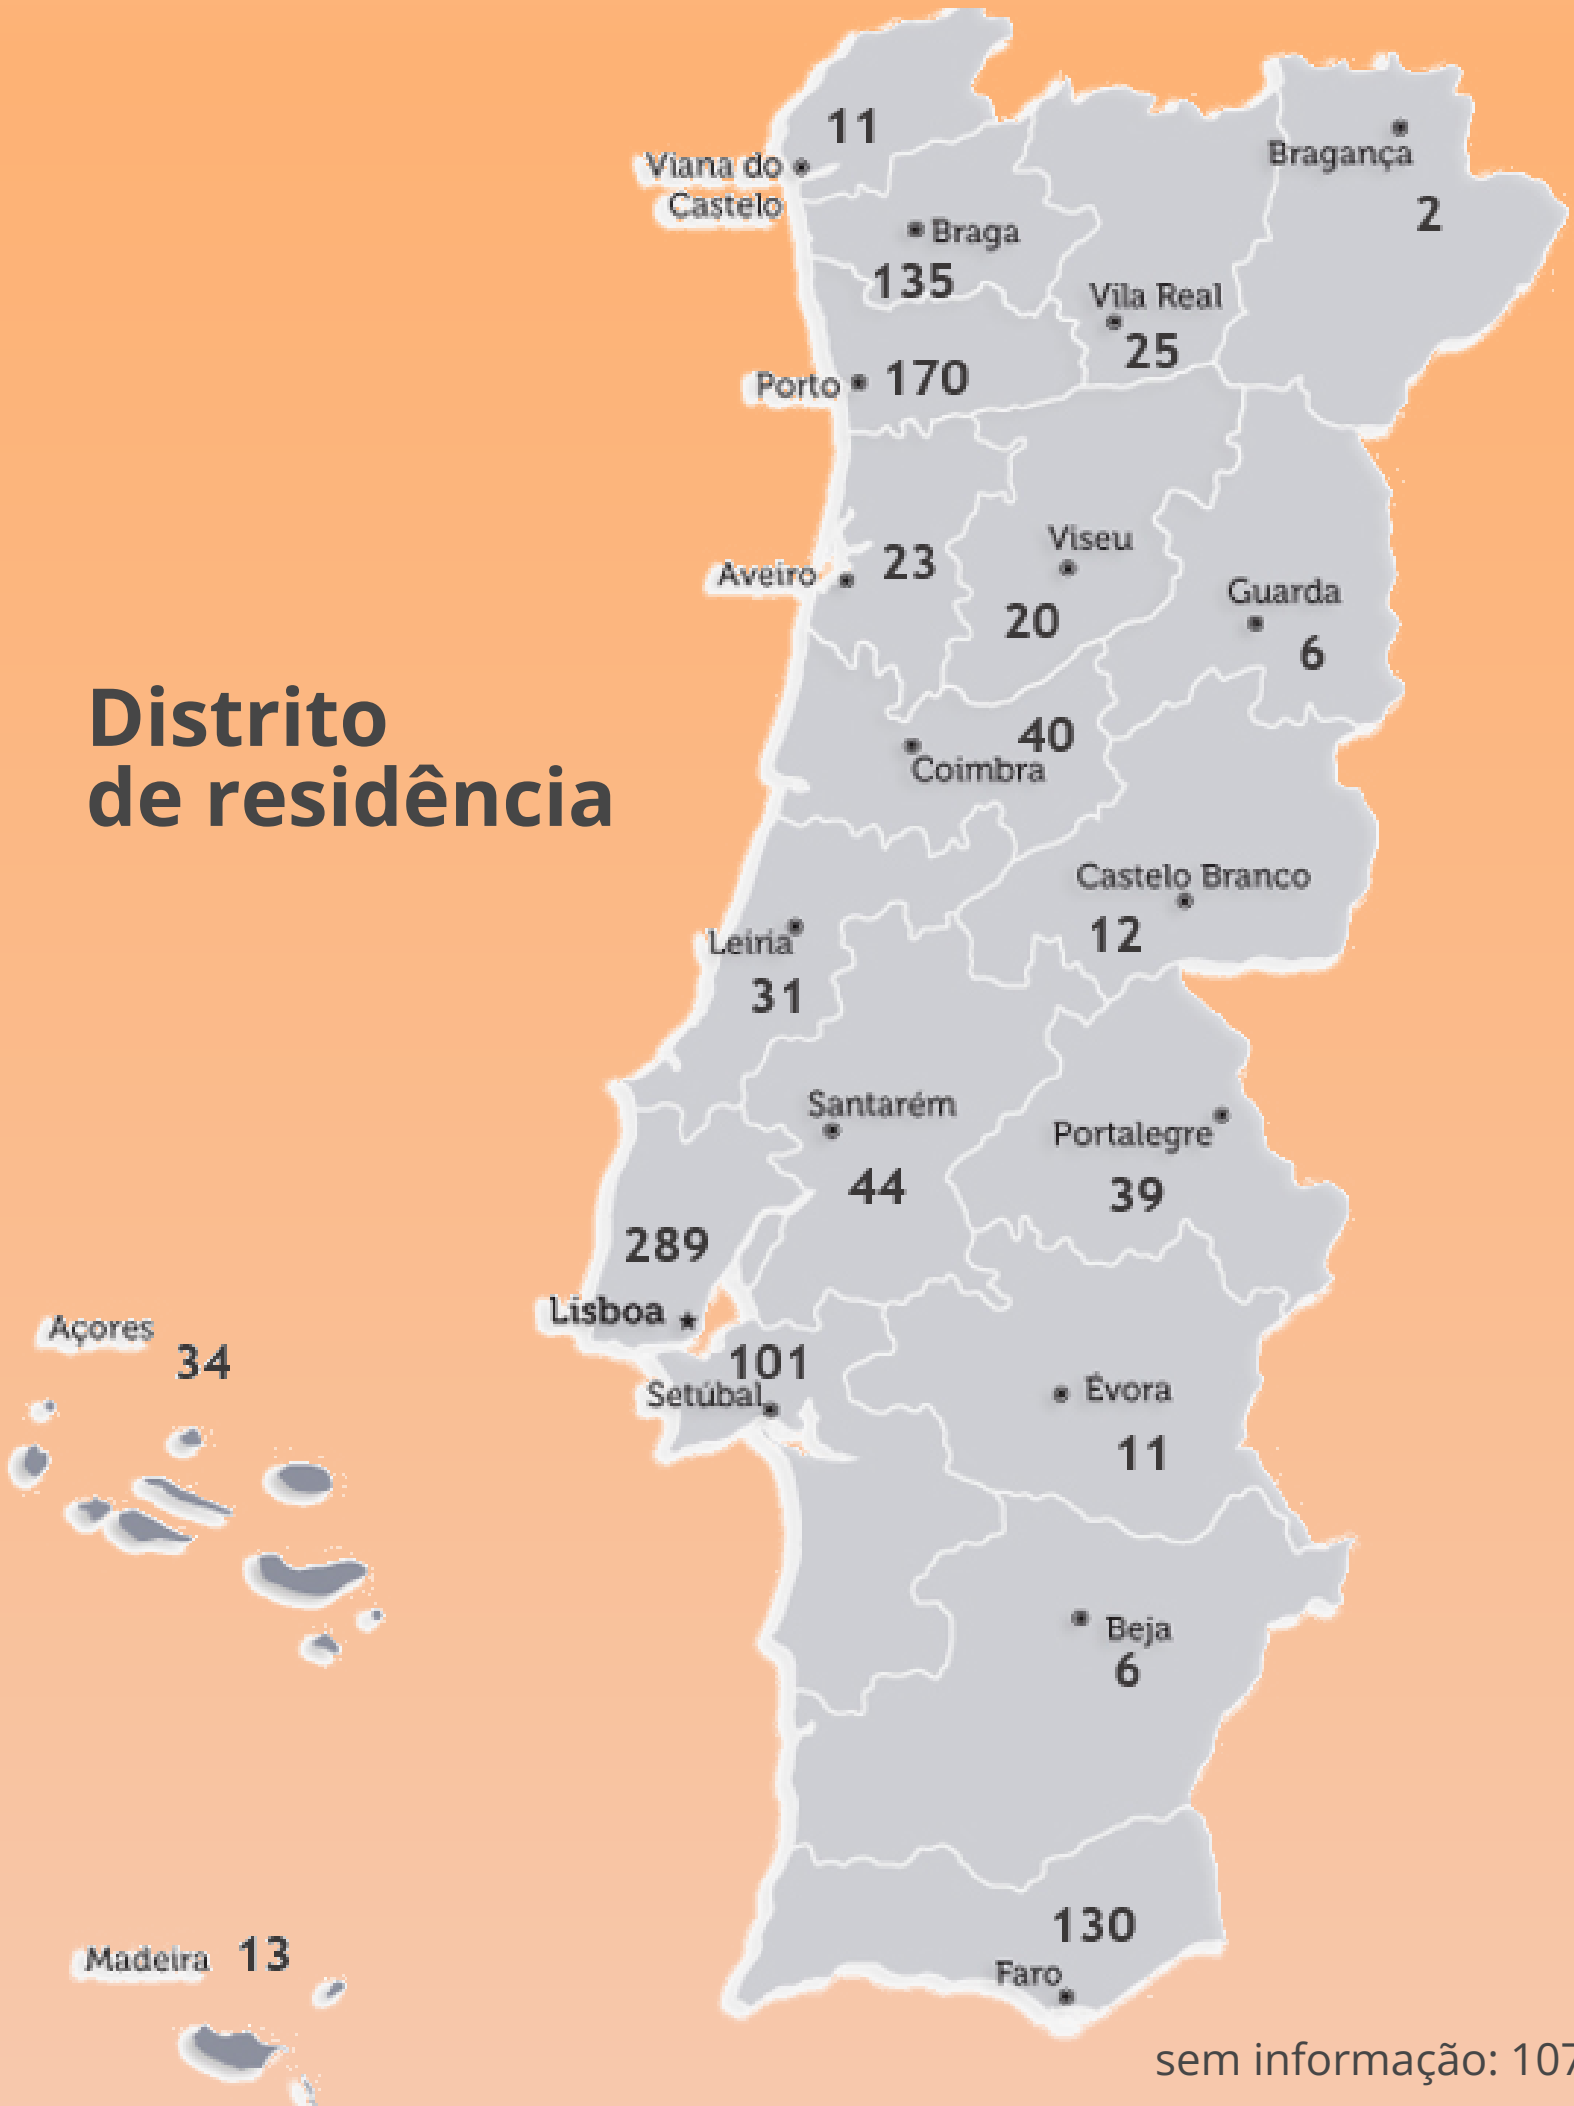 11
Viana do
Castelo
Bragança
2
Braga
135
Vila Real
25
Porto 170
Viseu
Aveiro 23
20
Guarda
6
Distrito
de residência
40
Coimbra
Castelo Branco
12
Leiria
31
Santarém
44
Portalegre
39
289
Lisboa
Açores
34
101
Setúbal
Évora
11
Beja
6
130
Faro
Madeira 13
sem informação: 107